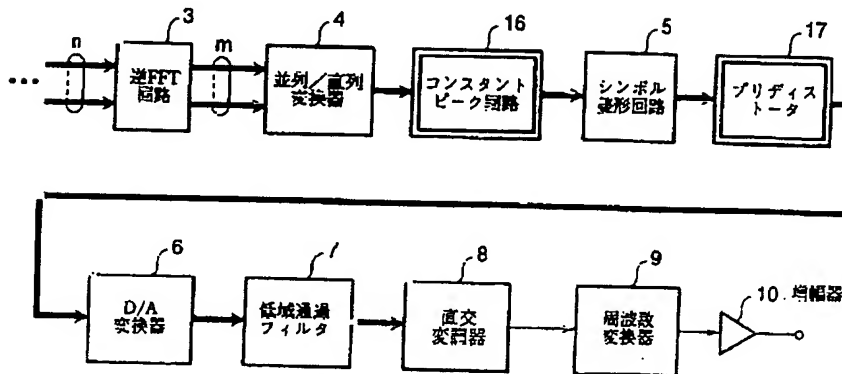 3
4
16
5
17
n
m
...
逆FFT
回路
並列/直列
変換器
コンスタント
ピーク回路
シンボル
整形回路
プリディス
トータ
6
7
8
9
10 増幅器
D/A
変換器
低域通過
フィルタ
直交
変調器
周波数
変換器